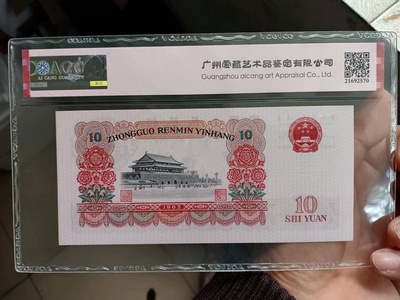 ACG
AI CANG GUARANTY
广州爱藏艺术品鉴定有限公司
Guangzhou aicang art Appraisal Co., Ltd.
21692570
10
ZHONGGUO RENMIN YINHANG
10
1965
10
SHI YUAN